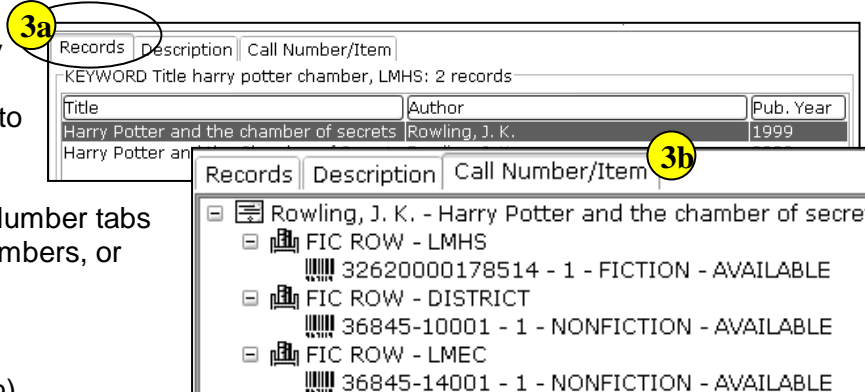 3a
Records Description Call Number/Item
KEYWORD Title harry potter chamber, LMHS: 2 records
Title Author Pub. Year
Harry Potter and the chamber of secrets Rowling, J. K. 1999
Harry Potter
to
Number tabs
mbers, or
3b
Records Description Call Number/Item
Rowling, J. K. - Harry Potter and the chamber of secre
FIC ROW - LMHS
32620000178514 - 1 - FICTION - AVAILABLE
FIC ROW - DISTRICT
36845-10001 - 1 - NONFICTION - AVAILABLE
FIC ROW - LMEC
36845-14001 - 1 - NONFICTION - AVAILABLE